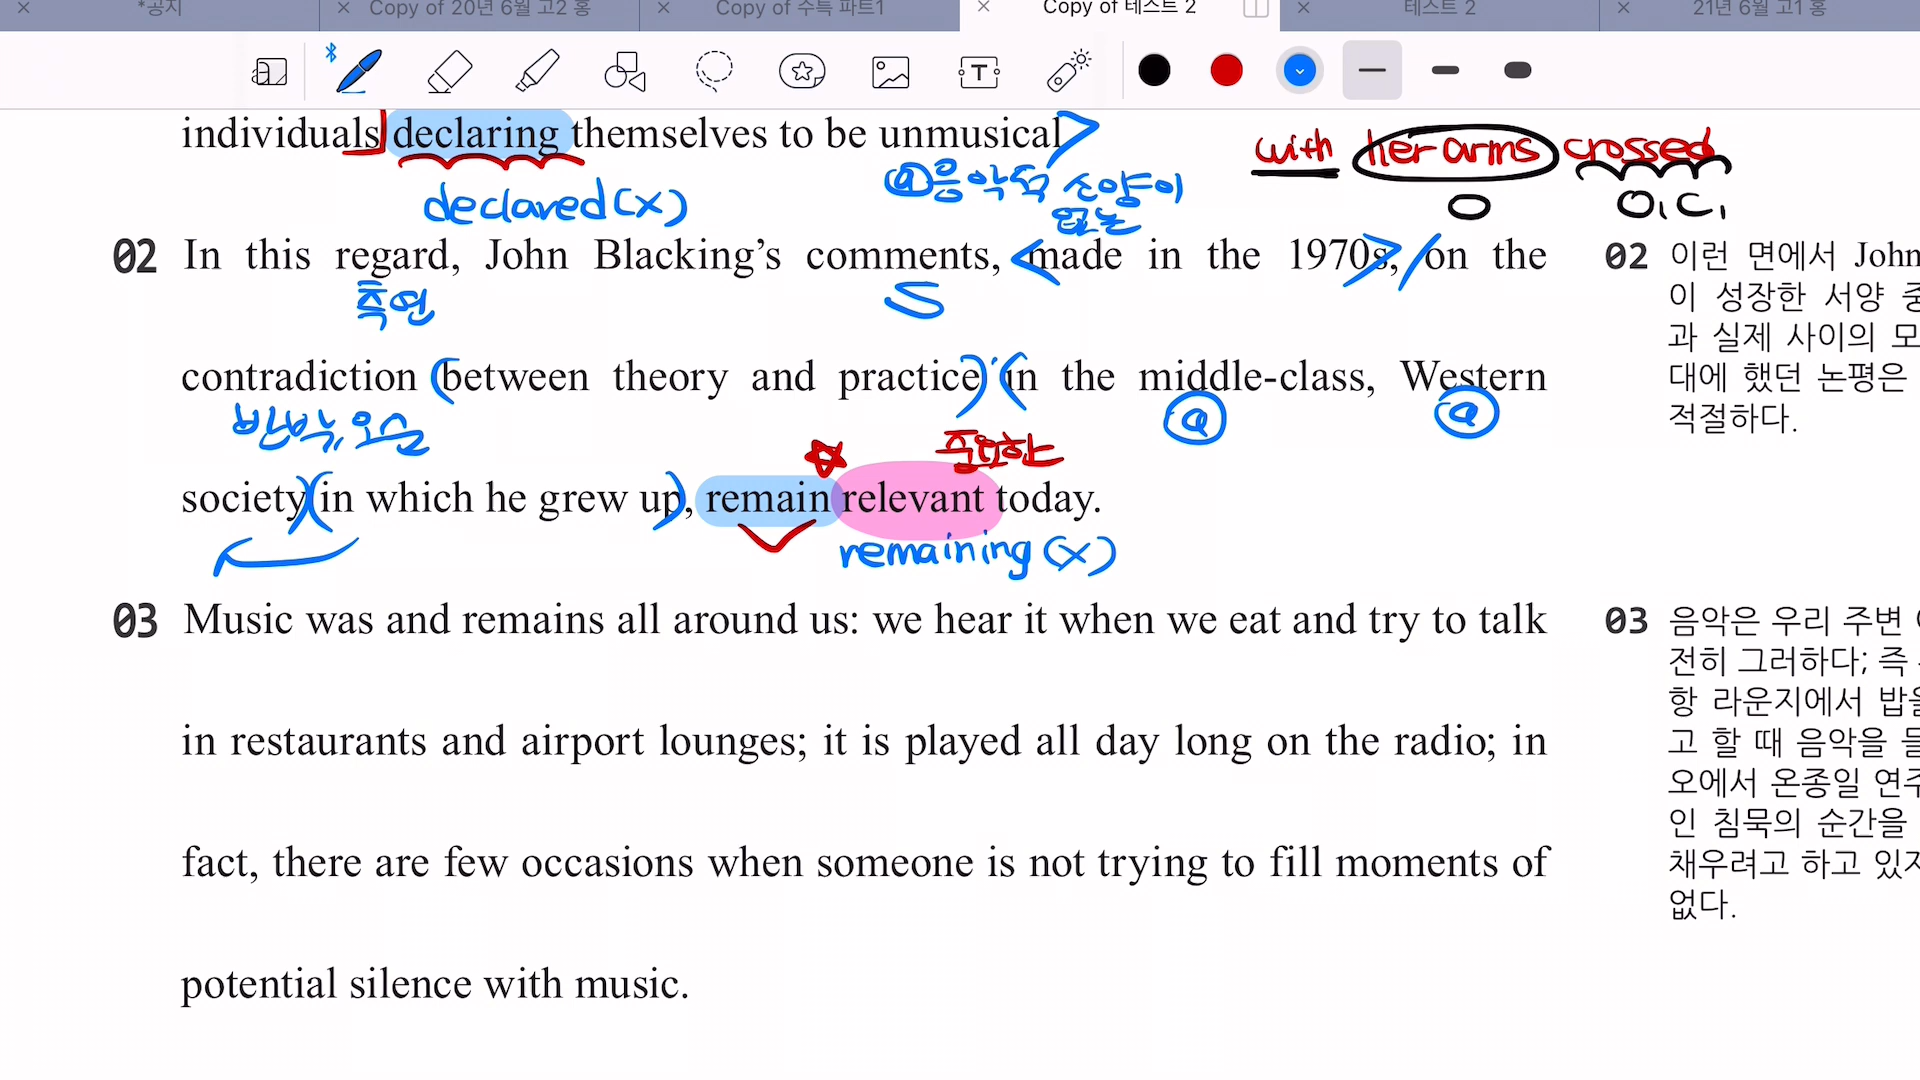 *공지
Copy of 20년 6월 고2 홍
Copy of 수특 파트1
Copy of 테스트 2
테스트 2
21년 6월 고1 홍
individuals declaring themselves to be unmusical
with her arms crossed
declared (x)
ⓐ음악적 소양이
없는
O
O.C.
02 In this regard, John Blacking's comments, made in the 1970s, on the
측면
S
contradiction between theory and practice in the middle-class, Western
반박, 모순
ⓐ
ⓐ
중요한
society in which he grew up, remain relevant today.
remaining (x)
03 Music was and remains all around us: we hear it when we eat and try to talk
in restaurants and airport lounges; it is played all day long on the radio; in
fact, there are few occasions when someone is not trying to fill moments of
potential silence with music.
02 이런 면에서 John
이 성장한 서양 중
과 실제 사이의 모
대에 했던 논평은
적절하다.
03 음악은 우리 주변
전히 그러하다; 즉
항 라운지에서 밥을
고 할 때 음악을 들
오에서 온종일 연주
인 침묵의 순간을
채우려고 하고 있지
없다.